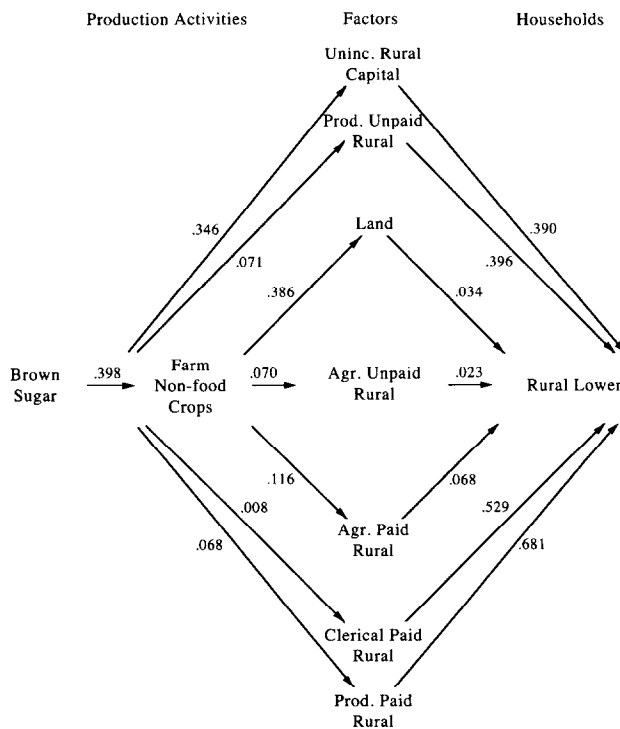 Production Activities Factors Households
Uninc. Rural
Capital
Prod. Unpaid
Rural
.346
.071
Land
.390
.396
.386
.034
Brown
Sugar
.398
Farm
Non-food
Crops
.070
Agr. Unpaid
Rural
.023
Rural Lower
.116
.008
.068
Agr. Paid
Rural
.068
.529
.681
Clerical Paid
Rural
Prod. Paid
Rural